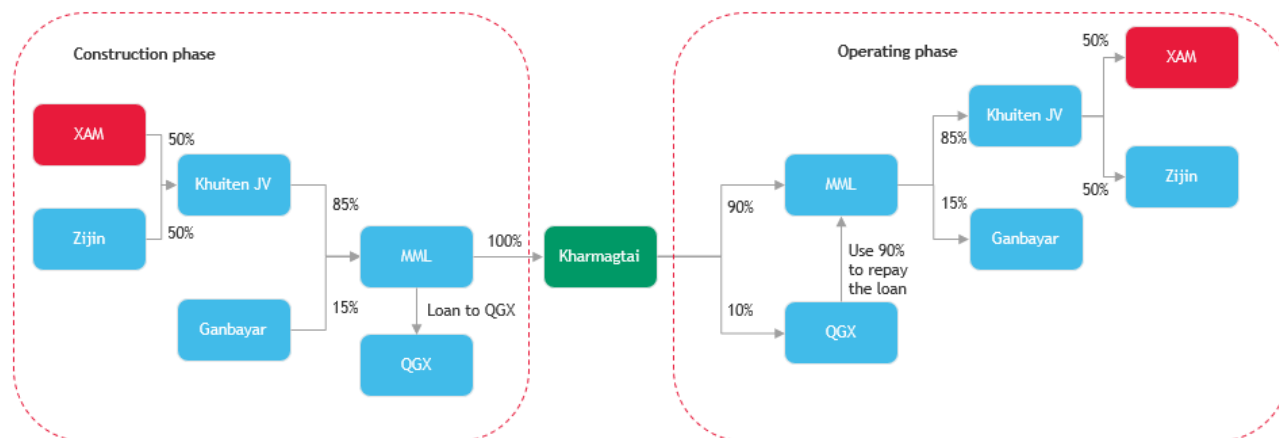 Construction phase
XAM
50%
Khuiten JV
Zijin
50%
85%
MML
100%
Ganbayar
15%
Loan to QGX
QGX
Kharmagtai
Operating phase
50%
XAM
Khuiten JV
85%
MML
50%
Zijin
90%
15%
Ganbayar
Use 90%
to repay
the loan
10%
QGX